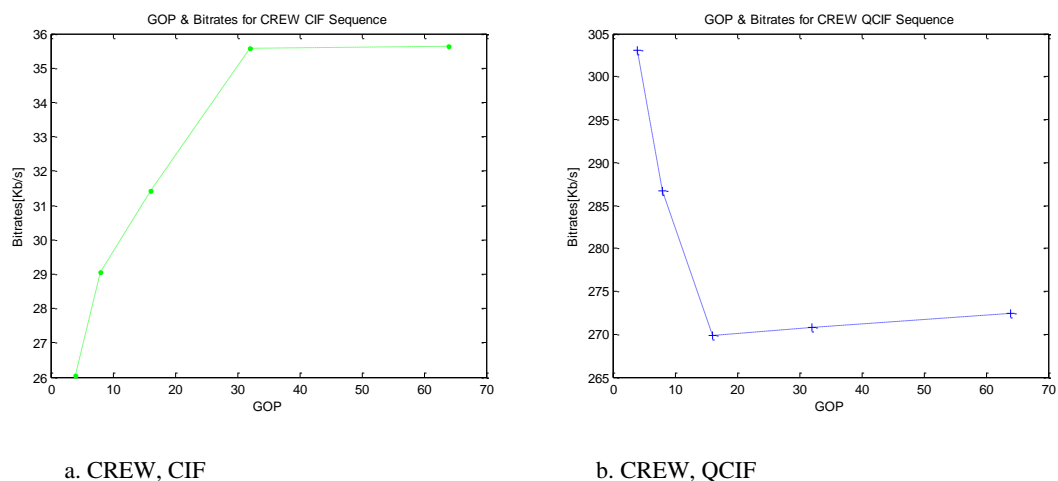 GOP & Bitrates for CREW CIF Sequence
36
35
34
33
32
31
30
29
28
27
26
Bitrates[Kb/s]
0 10 20 30 40 50 60 70
GOP
a. CREW, CIF
GOP & Bitrates for CREW QCIF Sequence
305
300
295
290
285
280
275
270
265
Bitrates[Kb/s]
0 10 20 30 40 50 60 70
GOP
b. CREW, QCIF